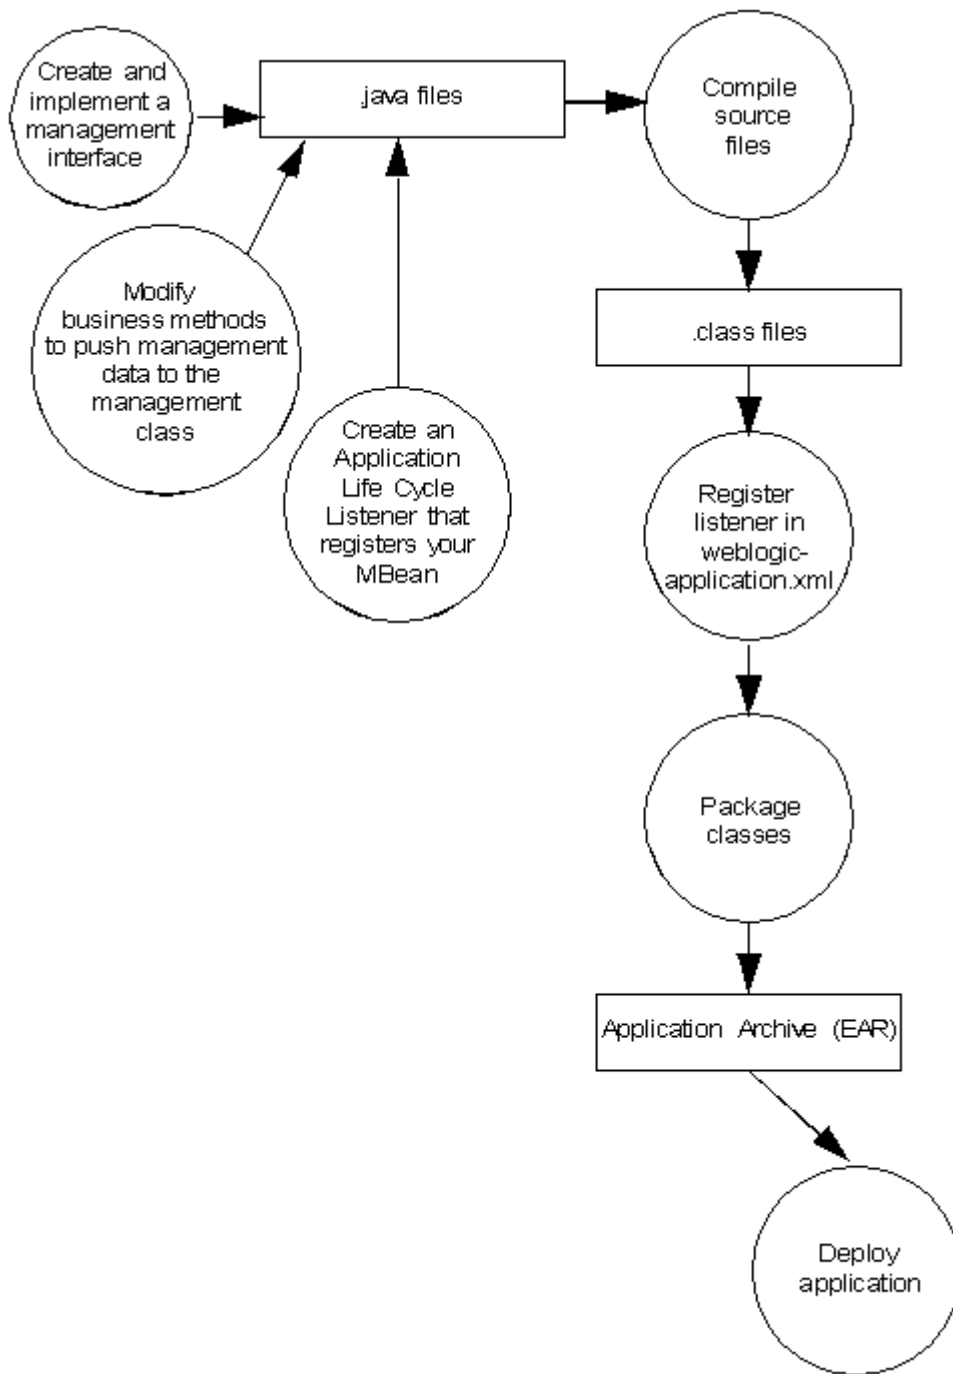 Create and
implement a
management
interface
.java files
Compile
source
files
Modify
business methods
to push management
data to the
management
class
.class files
Create an
Application
Life Cycle
Listener that
registers your
MBean
Register
listener in
weblogic-
application.xml
Package
classes
Application Archive (EAR)
Deploy
application